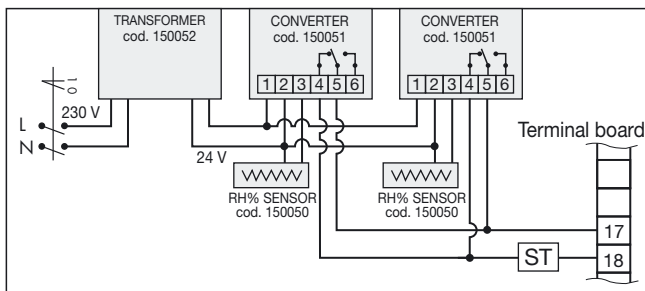 TRANSFORMER
cod. 150052
CONVERTER
cod. 150051
CONVERTER
cod. 150051
1 2 3 4 5 6
1 2 3 4 5 6
1 0
230 V
L
N
24 V
Terminal board
RH% SENSOR
cod. 150050
RH% SENSOR
cod. 150050
17
ST
18